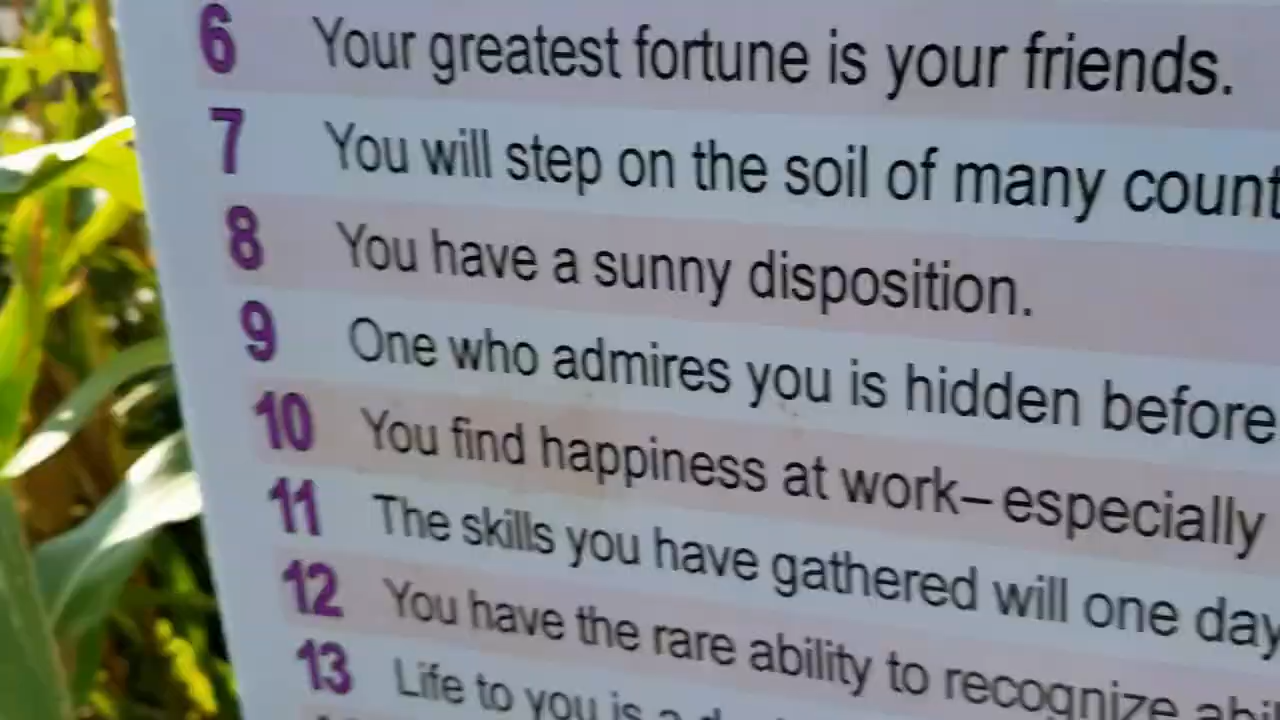 6 Your greatest fortune is your friends.
7 You will step on the soil of many count
8 You have a sunny disposition.
9 One who admires you is hidden before
10 You find happiness at work–especially
11 The skills you have gathered will one day
12 You have the rare ability to recognize abil
13 Life to you is a